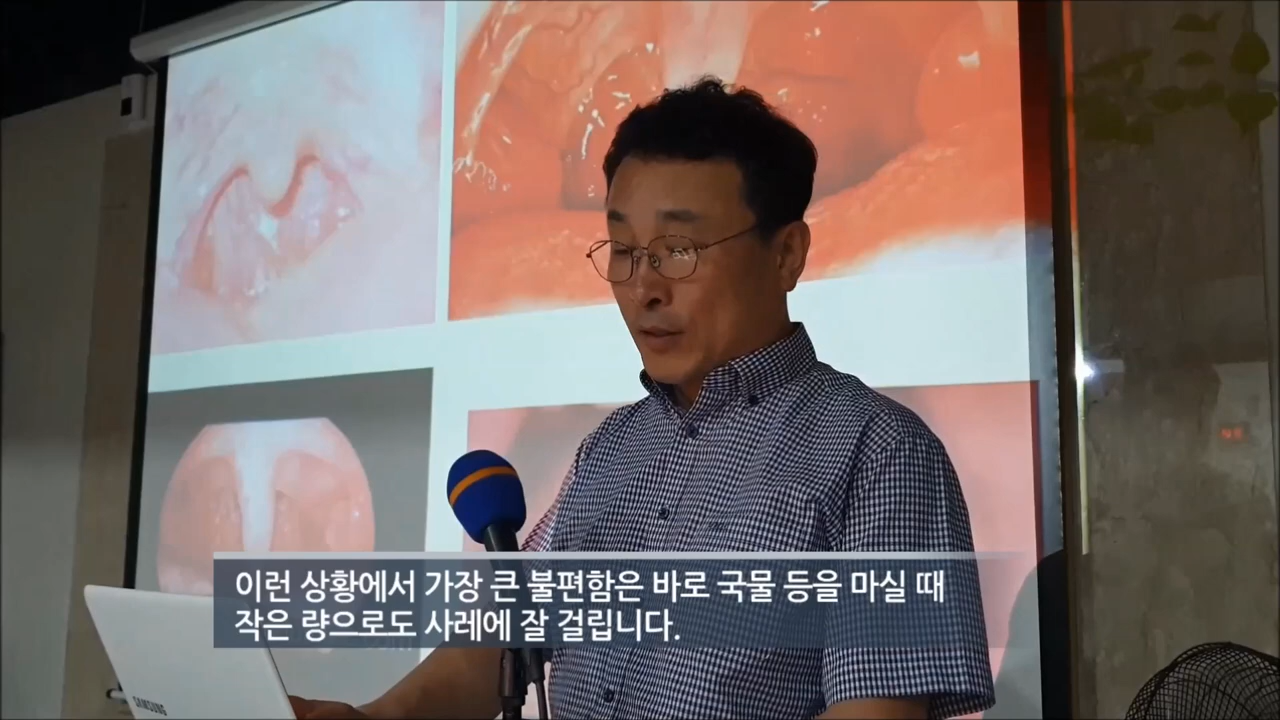 이런 상황에서 가장 큰 불편함은 바로 국물 등을 마실 때
작은 량으로도 사레에 잘 걸립니다.
SAMSUNG